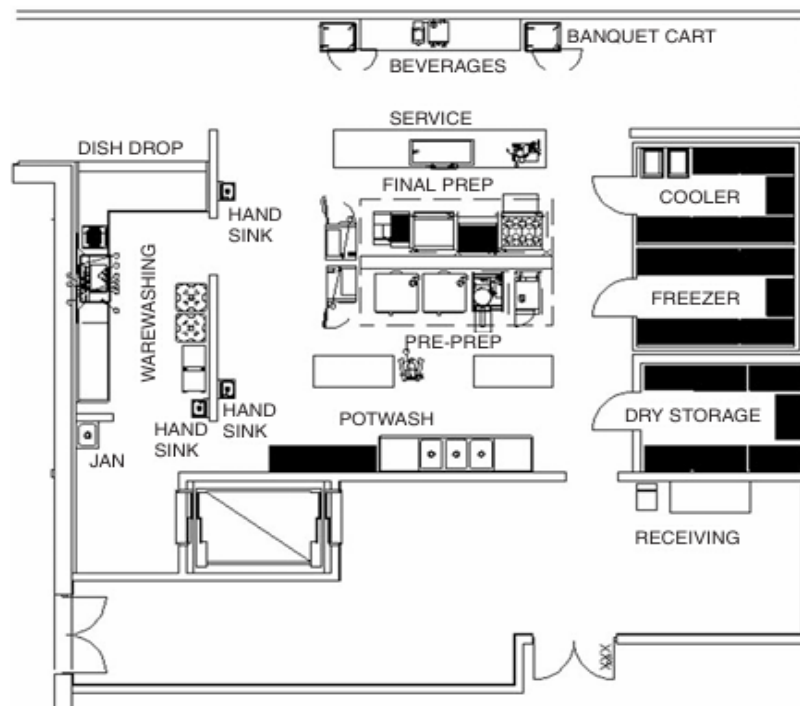 BANQUET CART
BEVERAGES
SERVICE
DISH DROP
FINAL PREP
COOLER
HAND
SINK
WAREWASHING
FREEZER
PRE-PREP
DRY STORAGE
POTWASH
HAND
SINK
HAND
SINK
JAN
RECEIVING
XXX